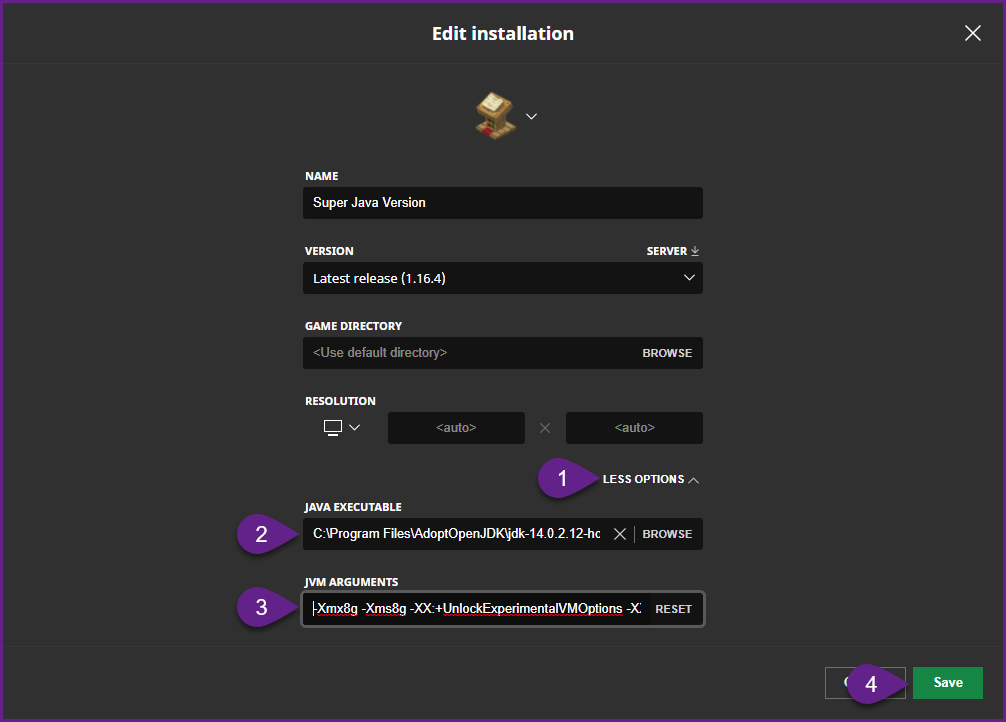 Edit installation
NAME
Super Java Version
VERSION SERVER
Latest release (1.16.4)
GAME DIRECTORY
<Use default directory> BROWSE
RESOLUTION
<auto> <auto>
1 LESS OPTIONS
JAVA EXECUTABLE
2 C:\Program Files\AdoptOpenJDK\jdk-14.0.2.12-ho BROWSE
JVM ARGUMENTS
3 -Xmx8g -Xms8g -XX:+UnlockExperimentalVMOptions RESET
4 Save